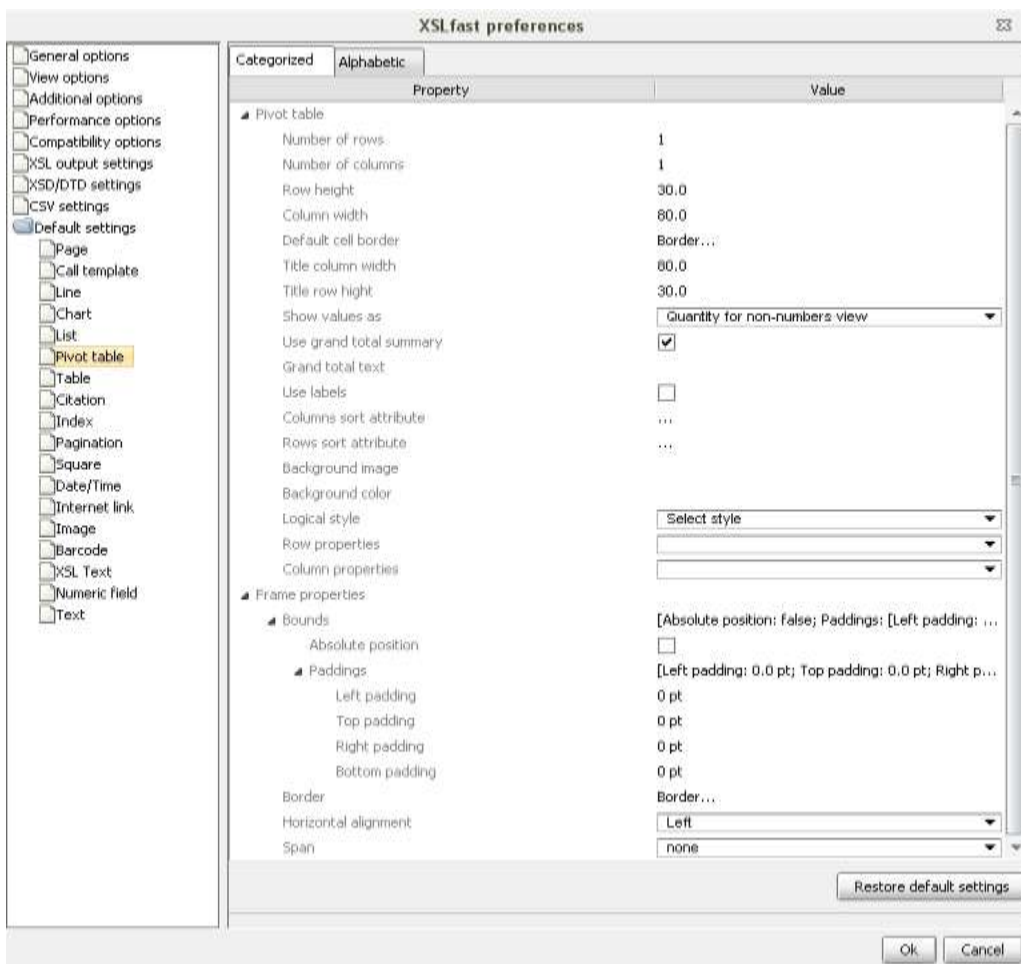 XSLfast preferences
General options
View options
Additional options
Performance options
Compatibility options
XSL output settings
XSD/DTD settings
CSV settings
Default settings
Page
Call template
Line
Chart
List
Pivot table
Table
Citation
Index
Pagination
Square
Date/Time
Internet link
Image
Barcode
XSL Text
Numeric field
Text
Categorized Alphabetic
Property Value
Pivot table
Number of rows 1
Number of columns 1
Row height 30.0
Column width 80.0
Default cell border Border...
Title column width 80.0
Title row hight 30.0
Show values as Quantity for non-numbers view
Use grand total summary
Grand total text
Use labels
Columns sort attribute ...
Rows sort attribute ...
Background image
Background color
Logical style Select style
Row properties
Column properties
Frame properties
Bounds [Absolute position: false; Paddings: [Left padding: ...
Absolute position
Paddings [Left padding: 0.0 pt; Top padding: 0.0 pt; Right p...
Left padding 0 pt
Top padding 0 pt
Right padding 0 pt
Bottom padding 0 pt
Border Border...
Horizontal alignment Left
Span none
Restore default settings
Ok Cancel